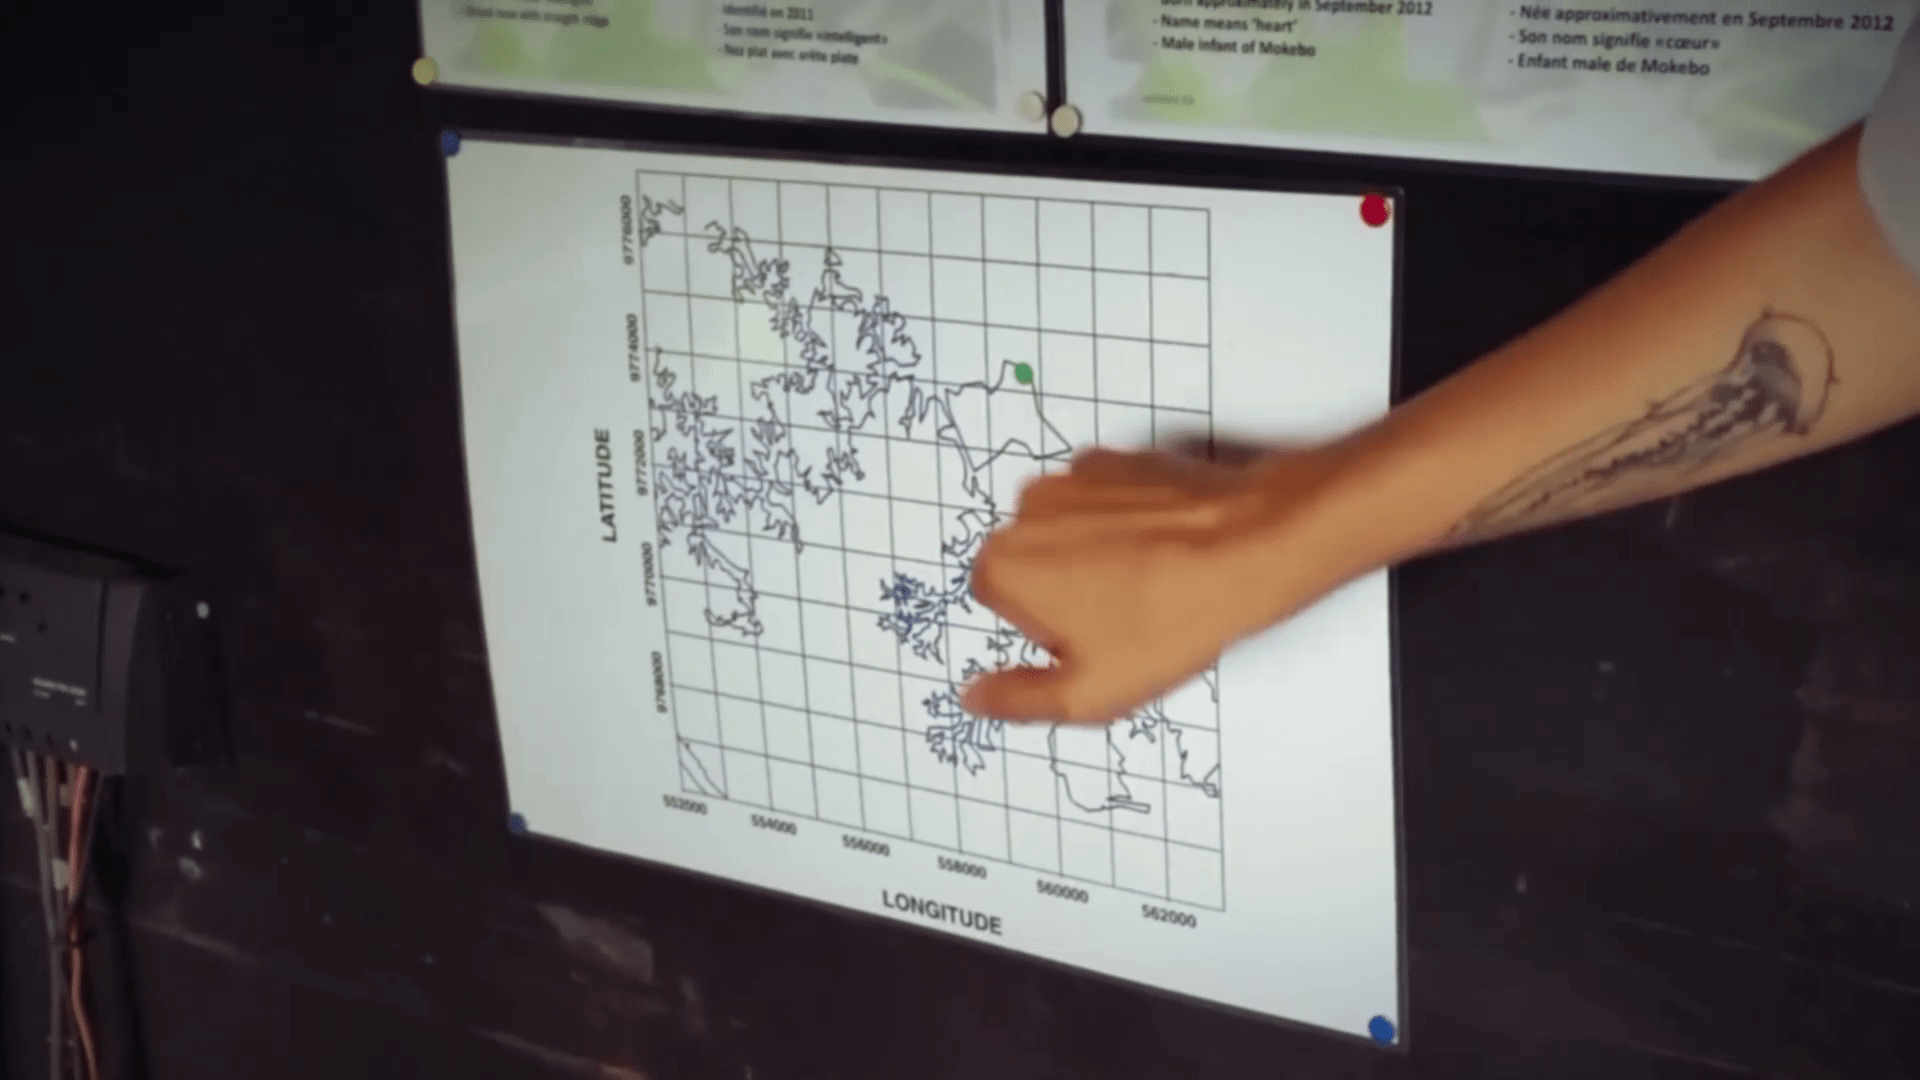 - Good nose with straight ridge
identifié en 2011
- Son nom signifie «intelligent»
- Nez plat avec arête plate
Born approximately in September 2012
- Name means 'heart'
- Male infant of Mokebo
- Née approximativement en Septembre 2012
- Son nom signifie «cœur»
- Enfant male de Mokebo
LATITUDE
9776000
9774000
9772000
9770000
9768000
552000
554000
556000
558000
560000
562000
LONGITUDE